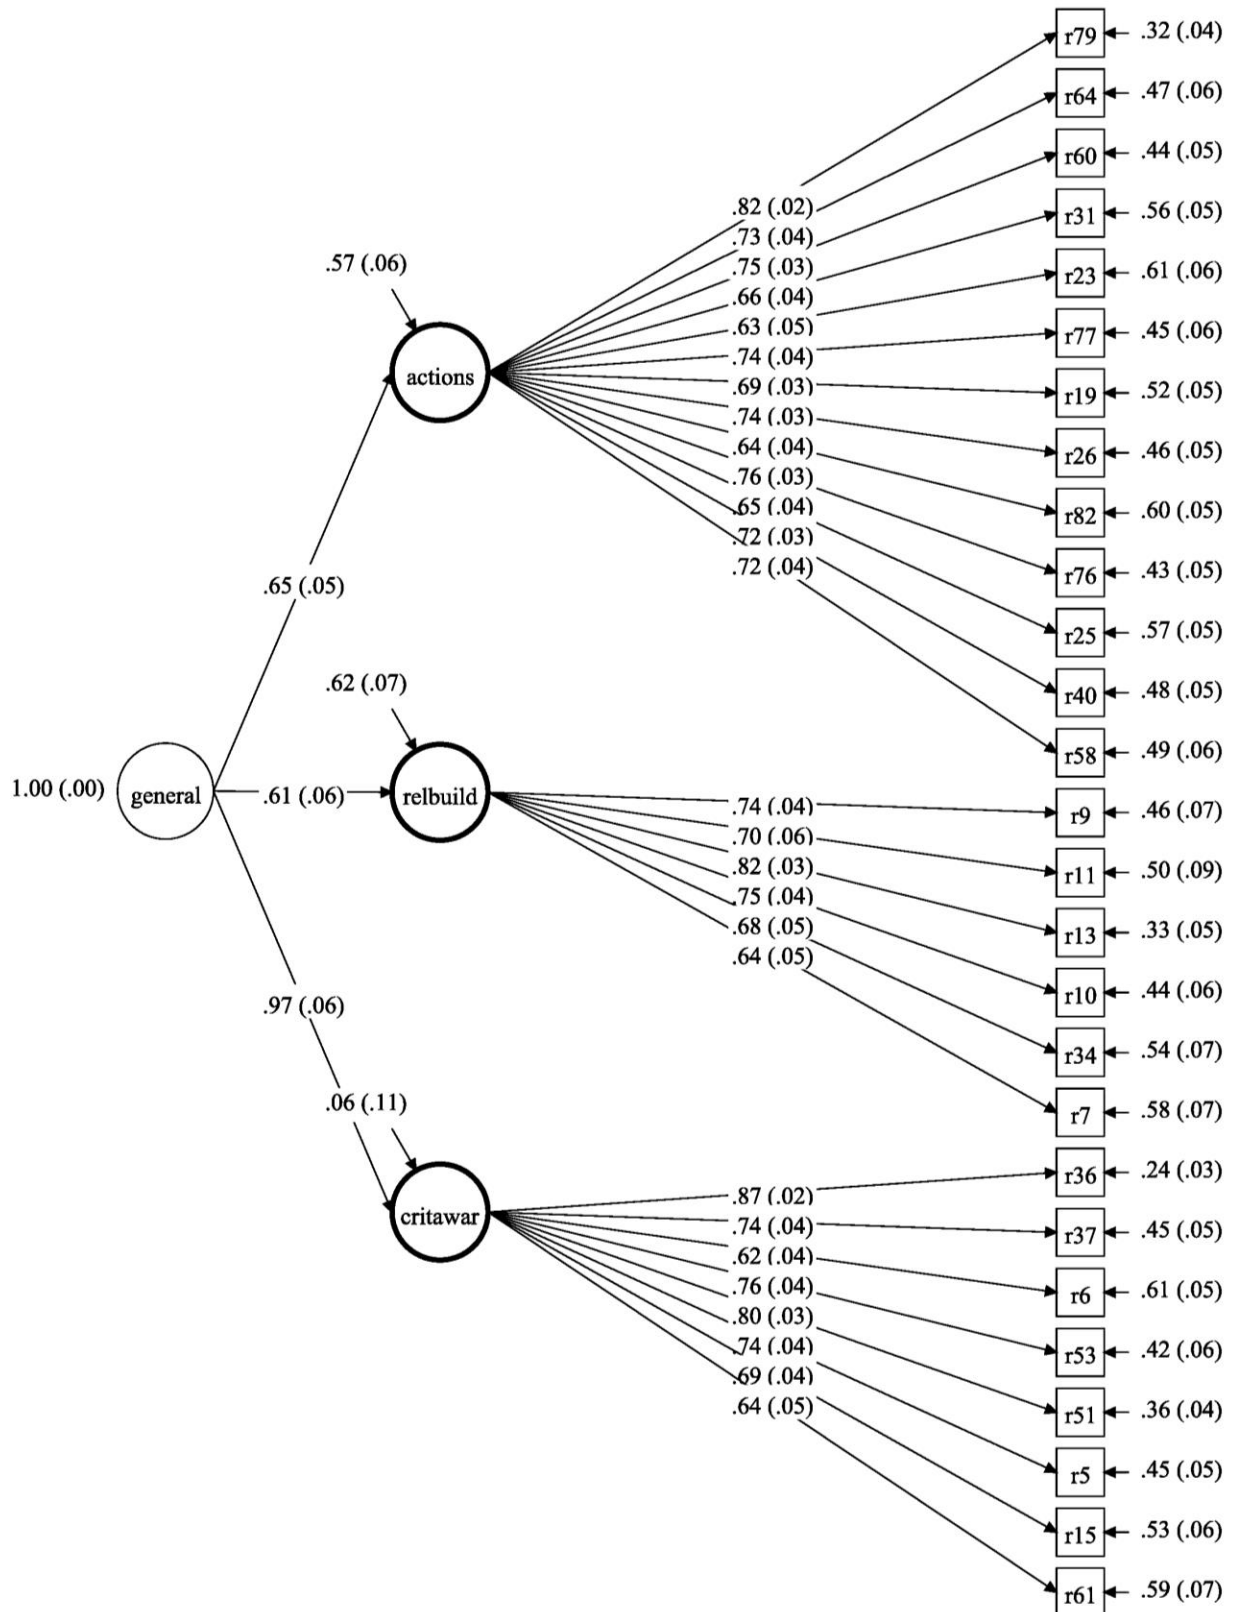 r79 .32 (.04)
r64 .47 (.06)
r60 .44 (.05)
r31 .56 (.05)
r23 .61 (.06)
r77 .45 (.06)
r19 .52 (.05)
r26 .46 (.05)
r82 .60 (.05)
r76 .43 (.05)
r25 .57 (.05)
r40 .48 (.05)
r58 .49 (.06)
.82 (.02)
.73 (.04)
.75 (.03)
.66 (.04)
.63 (.05)
.74 (.04)
.69 (.03)
.74 (.03)
.64 (.04)
.76 (.03)
.65 (.04)
.72 (.03)
.72 (.04)
.57 (.06)
actions
.65 (.05)
.62 (.07)
1.00 (.00) general .61 (.06) relbuild
.74 (.04)
.70 (.06)
.82 (.03)
.75 (.04)
.68 (.05)
.64 (.05)
r9 .46 (.07)
r11 .50 (.09)
r13 .33 (.05)
r10 .44 (.06)
r34 .54 (.07)
r7 .58 (.07)
.97 (.06)
.06 (.11)
critawar
.87 (.02)
.74 (.04)
.62 (.04)
.76 (.04)
.80 (.03)
.74 (.04)
.69 (.04)
.64 (.05)
r36 .24 (.03)
r37 .45 (.05)
r6 .61 (.05)
r53 .42 (.06)
r51 .36 (.04)
r5 .45 (.05)
r15 .53 (.06)
r61 .59 (.07)